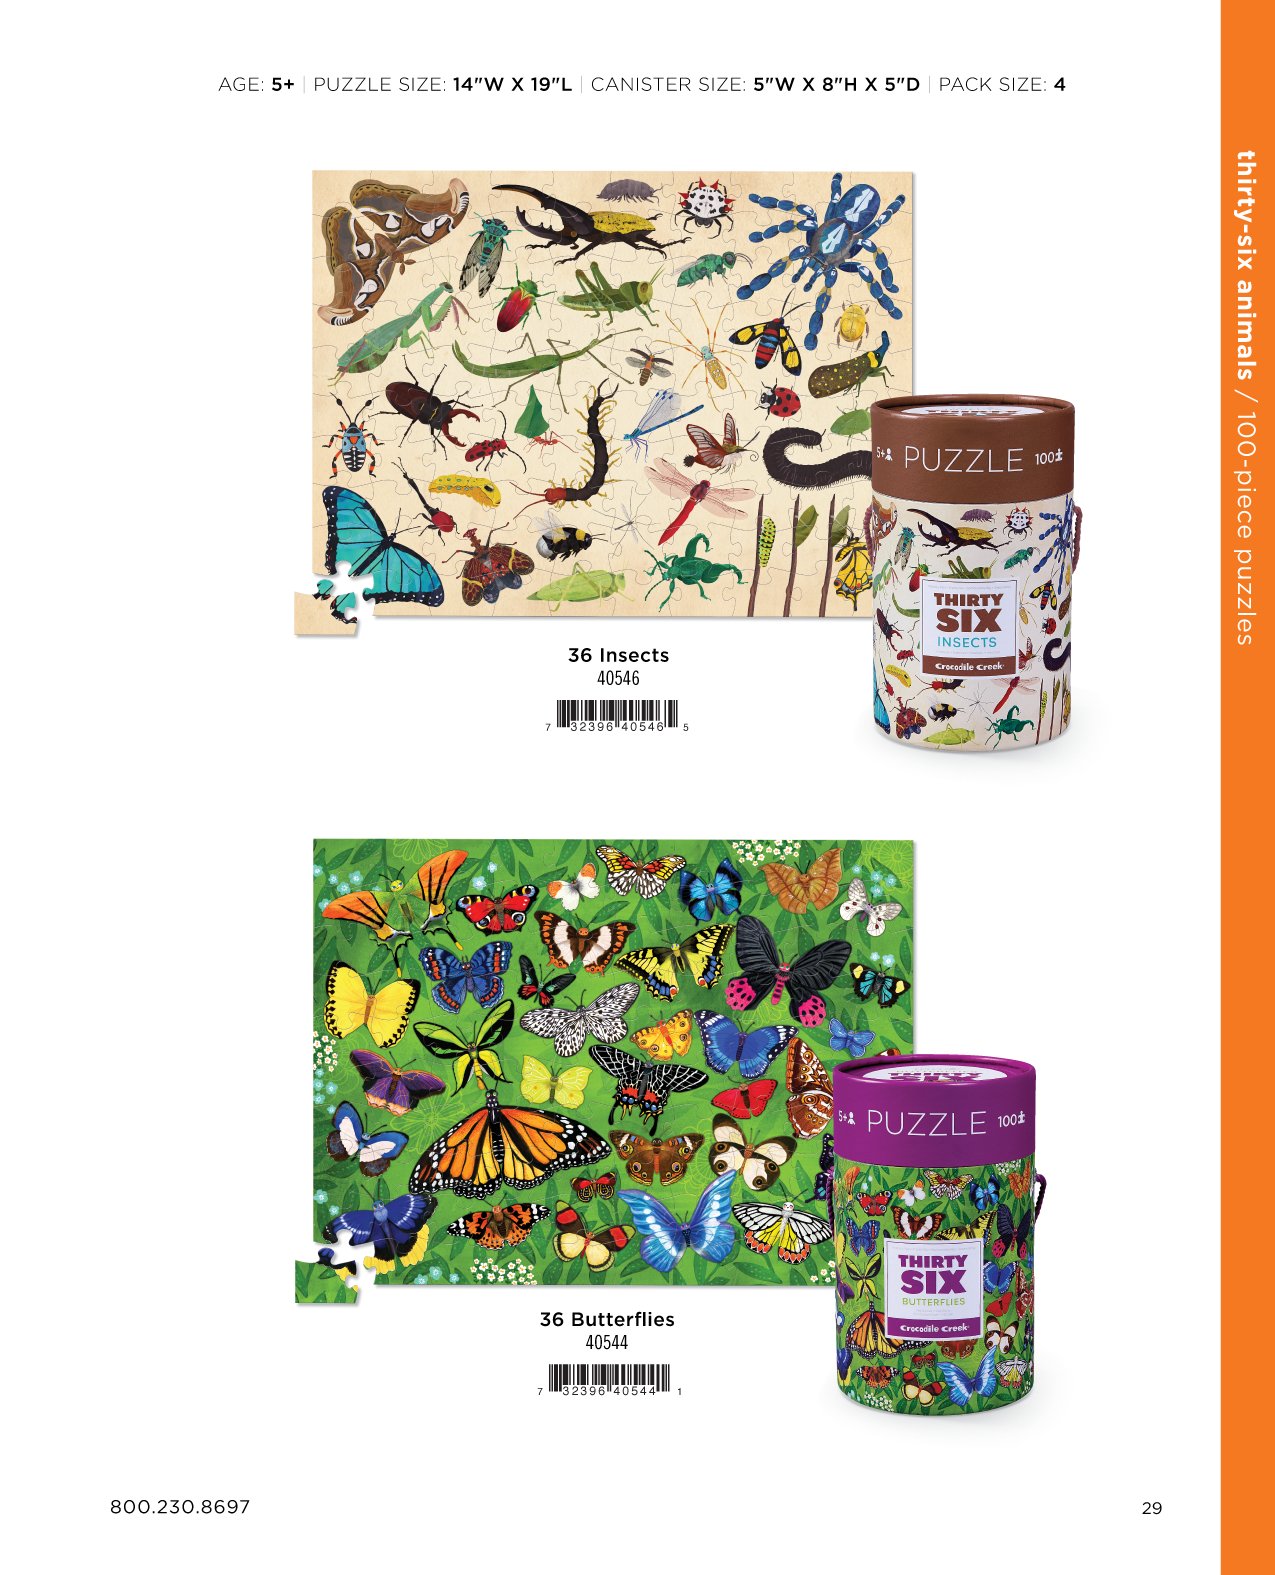 AGE: 5+ | PUZZLE SIZE: 14"W X 19"L | CANISTER SIZE: 5"W X 8"H X 5"D | PACK SIZE: 4
thirty-six animals / 100-piece puzzles
5+ PUZZLE 100
THIRTY
SIX
INSECTS
Crocodile Creek
36 Insects
40546
7 32396 40546 5
THIRTY
SIX
5+ PUZZLE 100
THIRTY
SIX
BUTTERFLIES
Crocodile Creek
36 Butterflies
40544
7 32396 40544 1
800.230.8697
29